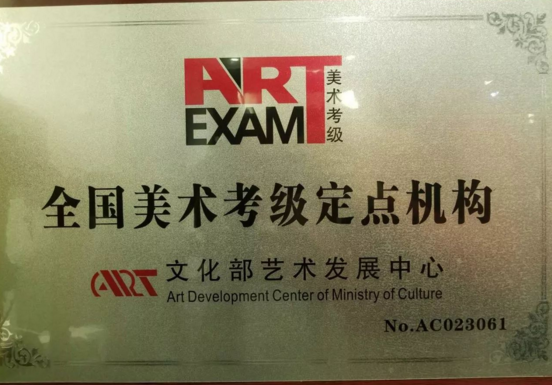 ART
EXAM
美术考级
全国美术考级定点机构
ART 文化部艺术发展中心
Art Development Center of Ministry of Culture
No.AC023061